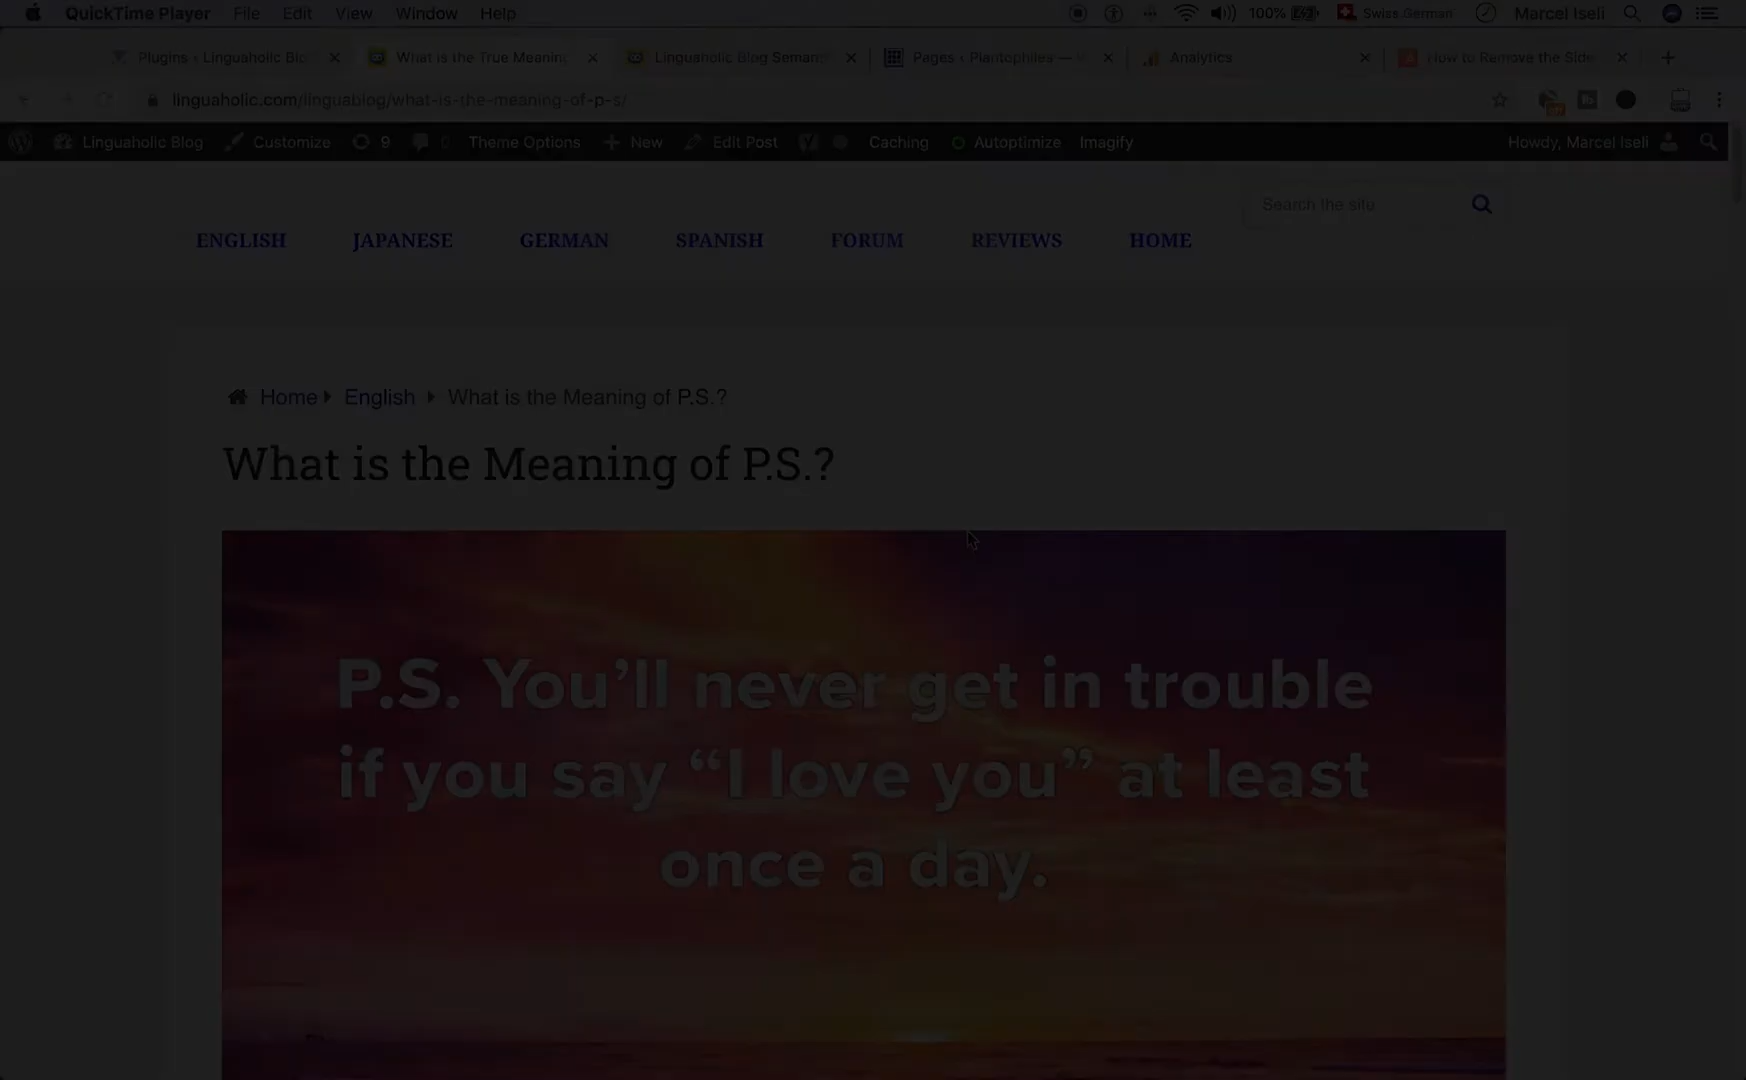 QuickTime Player File Edit View Window Help 100% Swiss German Marcel Iseli
Plugins ‹ Linguaholic Blo What is the True Meaning Linguaholic Blog Semans Pages ‹ Plantophiles — Analytics How to Remove the Side
linguaholic.com/linguablog/what-is-the-meaning-of-p-s/
Linguaholic Blog Customize 9 0 Theme Options New Edit Post Caching Autoptimize Imagify Howdy, Marcel Iseli
Search the site
ENGLISH JAPANESE GERMAN SPANISH FORUM REVIEWS HOME
Home English What is the Meaning of P.S.?
What is the Meaning of P.S.?
P.S. You’ll never get in trouble
if you say “I love you” at least
once a day.